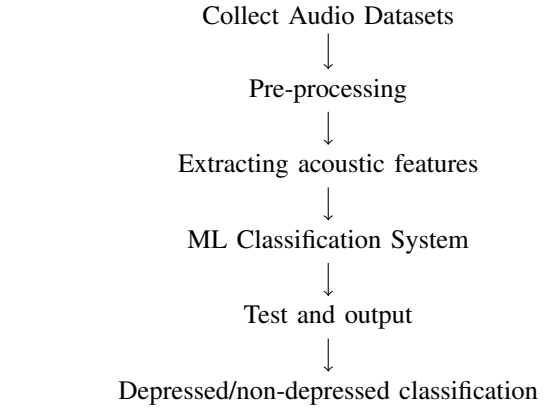 Collect Audio Datasets
Pre-processing
Extracting acoustic features
ML Classification System
Test and output
Depressed/non-depressed classification